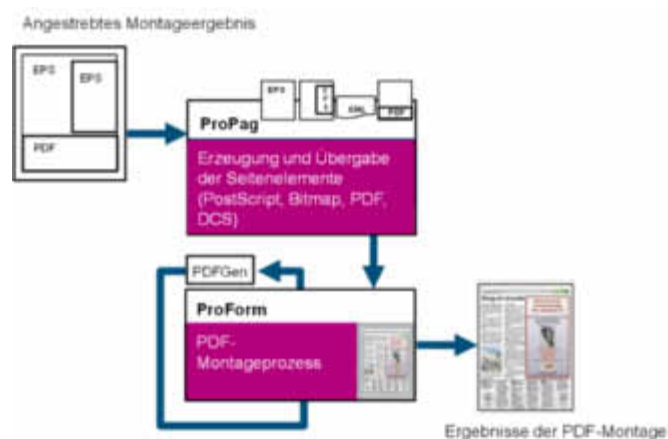 Angestrebtes Montageergebnis
EPS
EPS
PDF
EPS
EPS
PDF
ProPag
Erzeugung und Übergabe
der Seitenelemente
(PostScript, Bitmap, PDF,
DCS)
PDFGen
ProForm
PDF-
Montageprozess
Ergebnisse der PDF-Montage